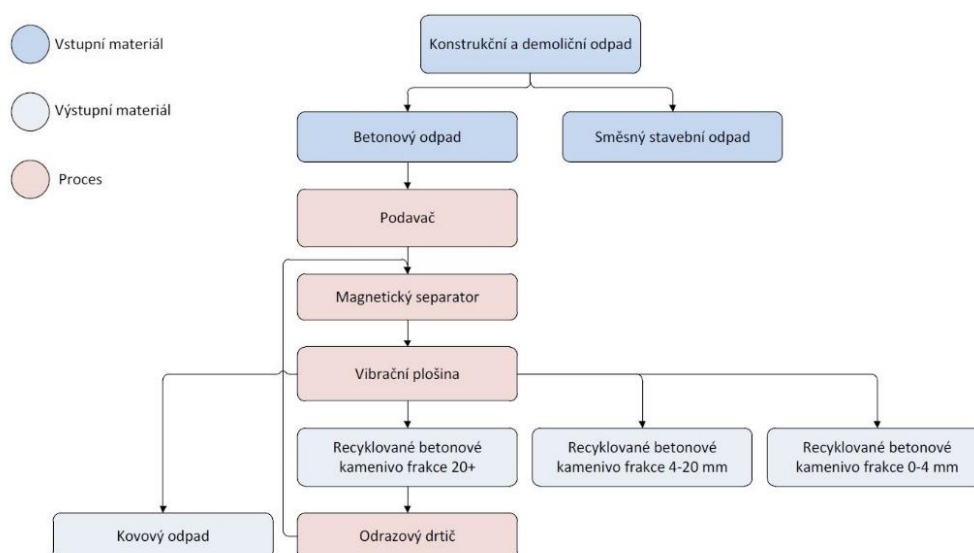 Vstupní materiál
Výstupní materiál
Proces
Konstrukční a demoliční odpad
Betonový odpad
Směsný stavební odpad
Podavač
Magnetický separator
Vibrační plošina
Recyklované betonové
kamenivo frakce 20+
Recyklované betonové
kamenivo frakce 4-20 mm
Recyklované betonové
kamenivo frakce 0-4 mm
Kovový odpad
Odrazový drtič